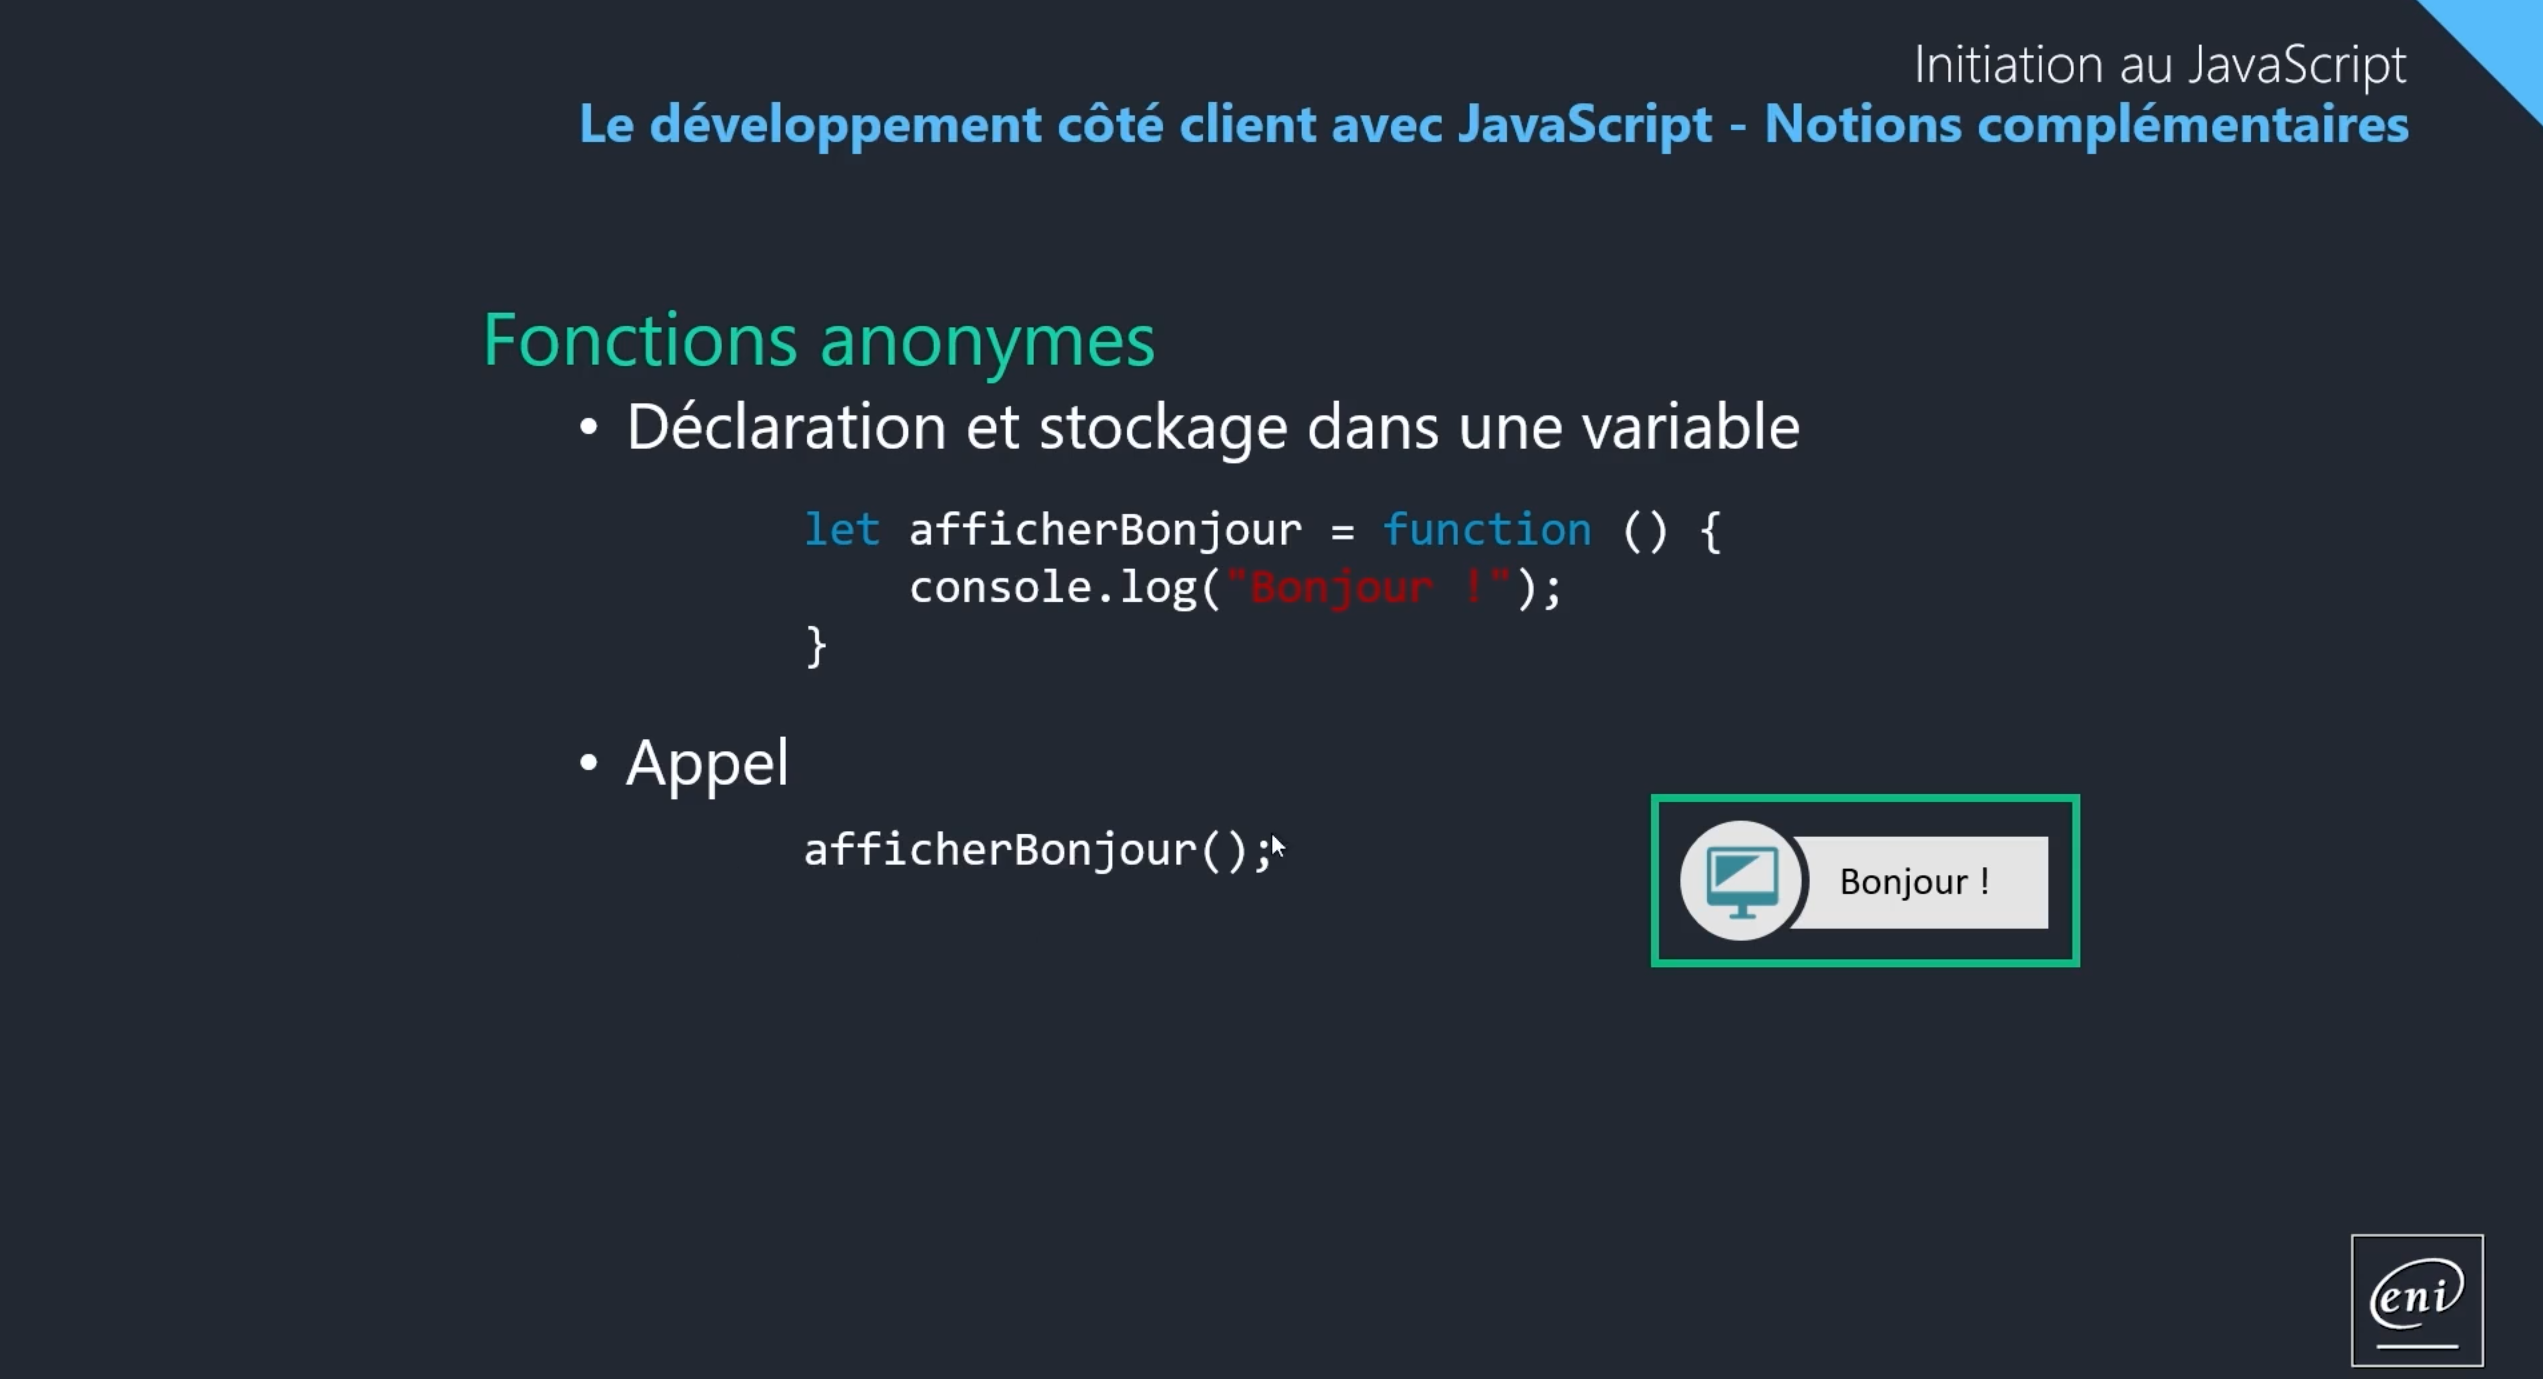 Initiation au JavaScript
Le développement côté client avec JavaScript - Notions complémentaires
Fonctions anonymes
• Déclaration et stockage dans une variable
let afficherBonjour = function () {
    console.log("Bonjour !");
}
• Appel
afficherBonjour();
Bonjour !
eni